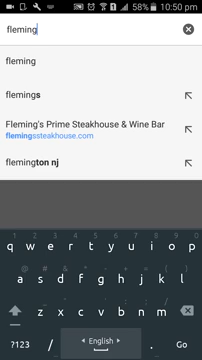 58% 10:50 pm
fleming
fleming
flemings
Fleming's Prime Steakhouse & Wine Bar
flemingssteakhouse.com
flemington nj
1 2 3 4 5 6 7 8 9 0
q w e r t y u i o p
@ # & * - + = ( )
a s d f g h j k l
z x c v b n m
?123 / English . Go